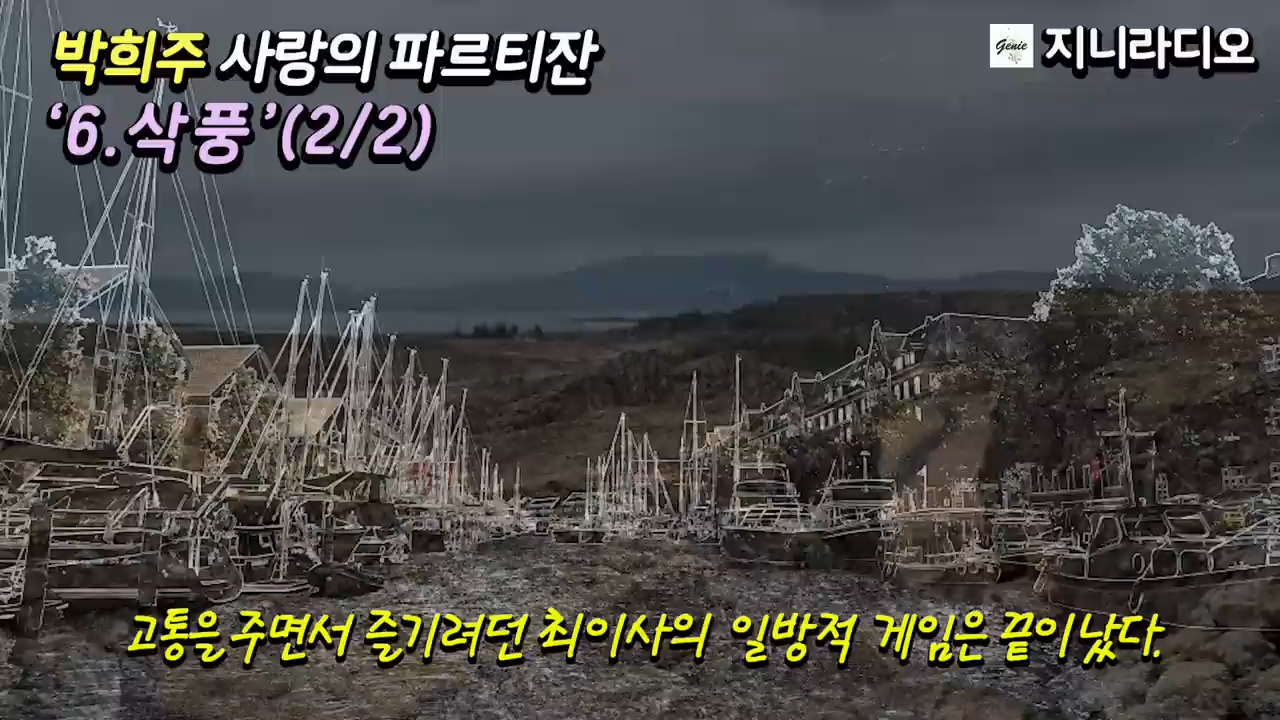 박희주 사랑의 파르티잔
지니라디오
Genie
‘6. 삭풍’(2/2)
고통을 주면서 즐기려던 최이사의 일방적 게임은 끝이 났다.